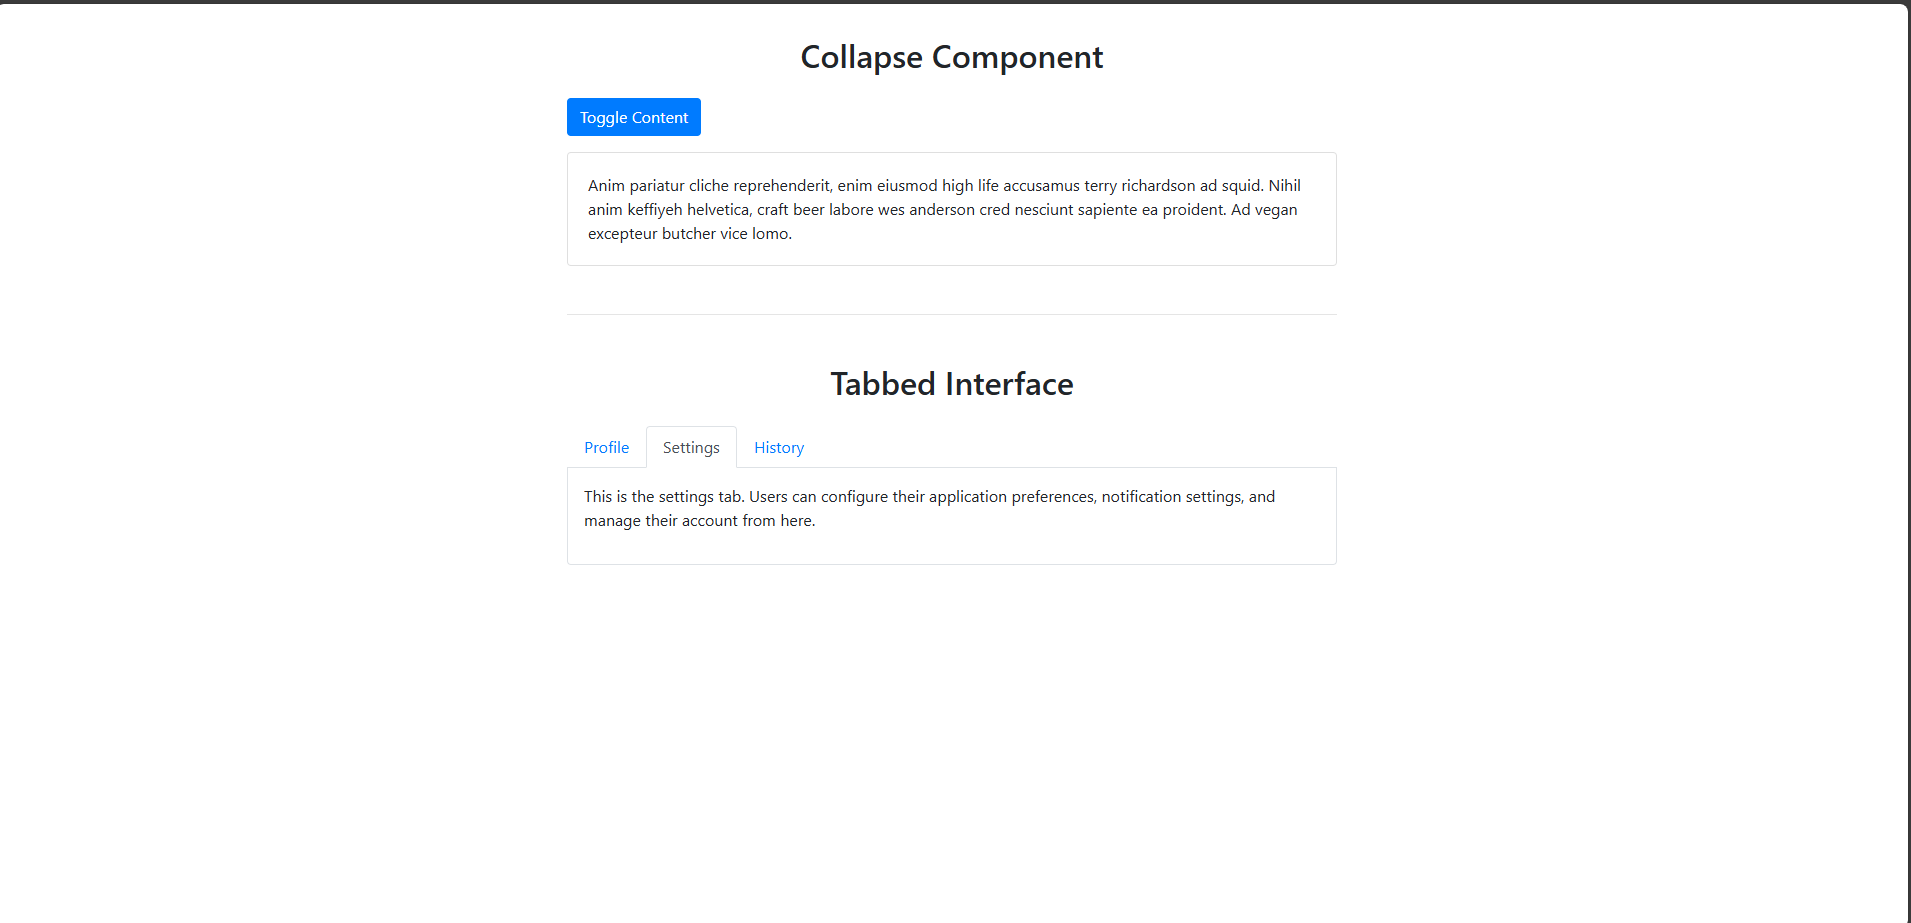 Collapse Component
Toggle Content
Anim pariatur cliche reprehenderit, enim eiusmod high life accusamus terry richardson ad squid. Nihil
anim keffiyeh helvetica, craft beer labore wes anderson cred nesciunt sapiente ea proident. Ad vegan
excepteur butcher vice lomo.
Tabbed Interface
Profile Settings History
This is the settings tab. Users can configure their application preferences, notification settings, and
manage their account from here.